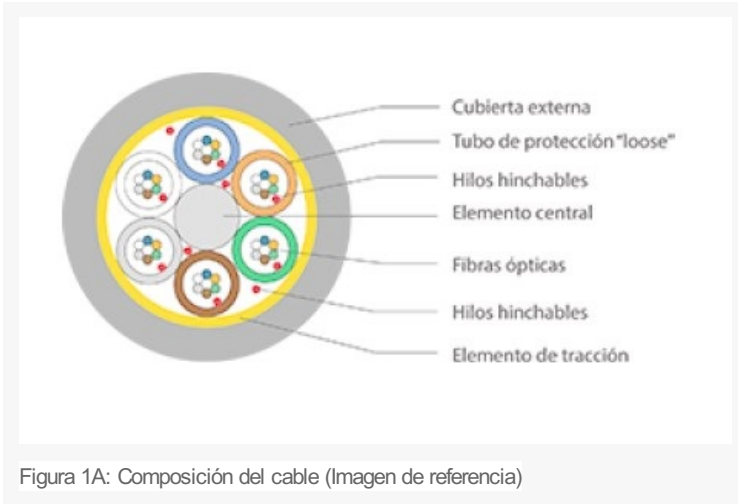 Cubierta externa
Tubo de protección "loose"
Hilos hinchables
Elemento central
Fibras ópticas
Hilos hinchables
Elemento de tracción
Figura 1A: Composición del cable (Imagen de referencia)